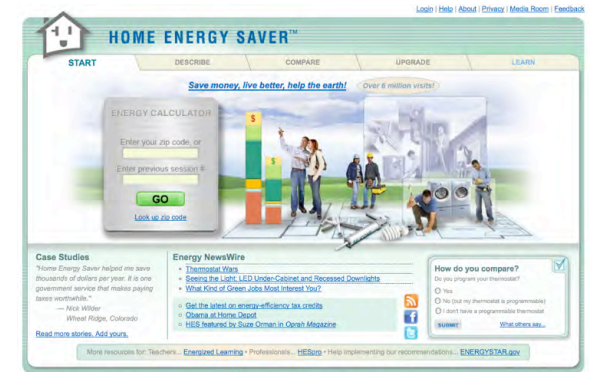 Login | Help | About | Privacy | Media Room | Feedback
HOME ENERGY SAVER™
START
DESCRIBE
COMPARE
UPGRADE
LEARN
Save money, live better, help the earth!
Over 6 million visits!
ENERGY CALCULATOR
Enter your zip code, or
Enter previous session #
GO
Look up zip code
$
$
Case Studies
"Home Energy Saver helped me save
thousands of dollars per year. It is one
government service that makes paying
taxes worthwhile."
— Nick Wilder
Wheat Ridge, Colorado
Read more stories. Add yours.
Energy NewsWire
Thermostat Wars
Seeing the Light: LED Under-Cabinet and Recessed Downlights
What Kind of Green Jobs Most Interest You?
Get the latest on energy-efficiency tax credits
Obama at Home Depot
HES featured by Suze Orman in Oprah Magazine
How do you compare?
Do you program your thermostat?
Yes
No (but my thermostat is programmable)
I don't have a programmable thermostat
SUBMIT
What others say...
More resources for: Teachers... Energized Learning • Professionals... HESpro • Help implementing our recommendations... ENERGYSTAR.gov